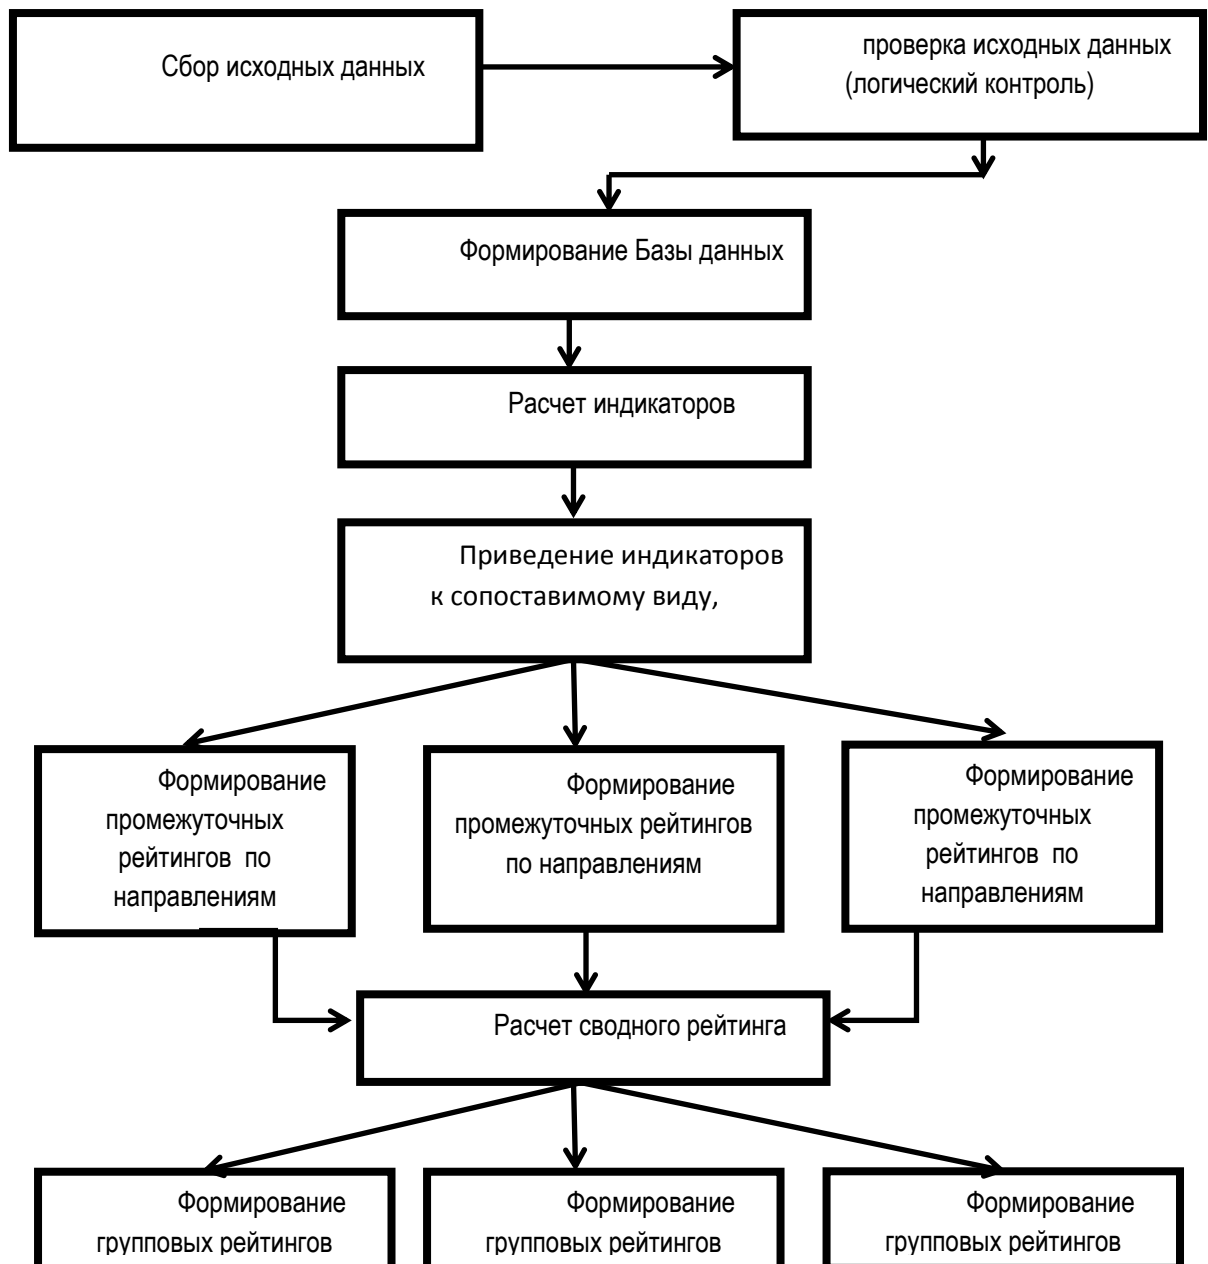 Сбор исходных данных
проверка исходных данных
(логический контроль)
Формирование Базы данных
Расчет индикаторов
Приведение индикаторов
к сопоставимому виду,
Формирование
промежуточных
рейтингов по
направлениям
Формирование
промежуточных рейтингов
по направлениям
Формирование
промежуточных
рейтингов по
направлениям
Расчет сводного рейтинга
Формирование
групповых рейтингов
Формирование
групповых рейтингов
Формирование
групповых рейтингов